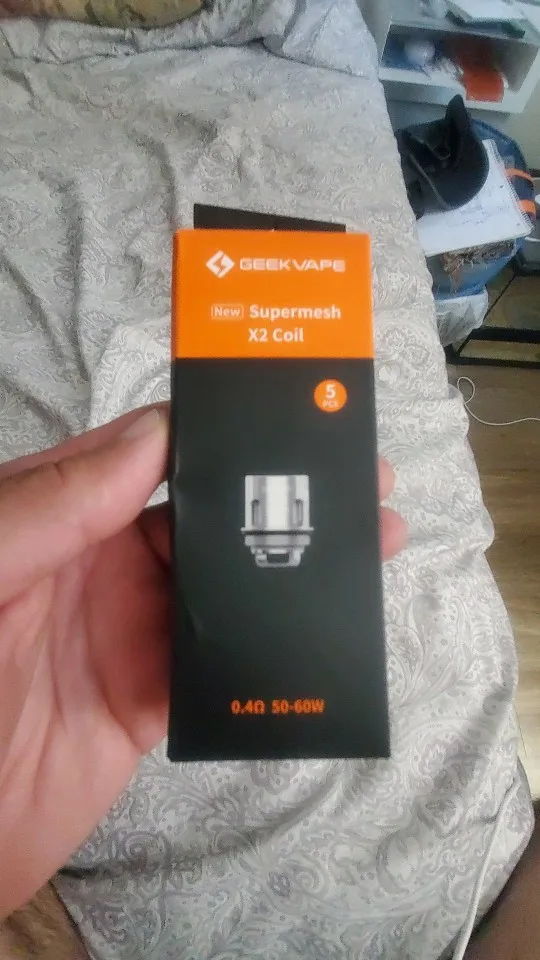 GEEKVAPE
New Supermesh
X2 Coil
5
PCS
0.4Ω 50-60W